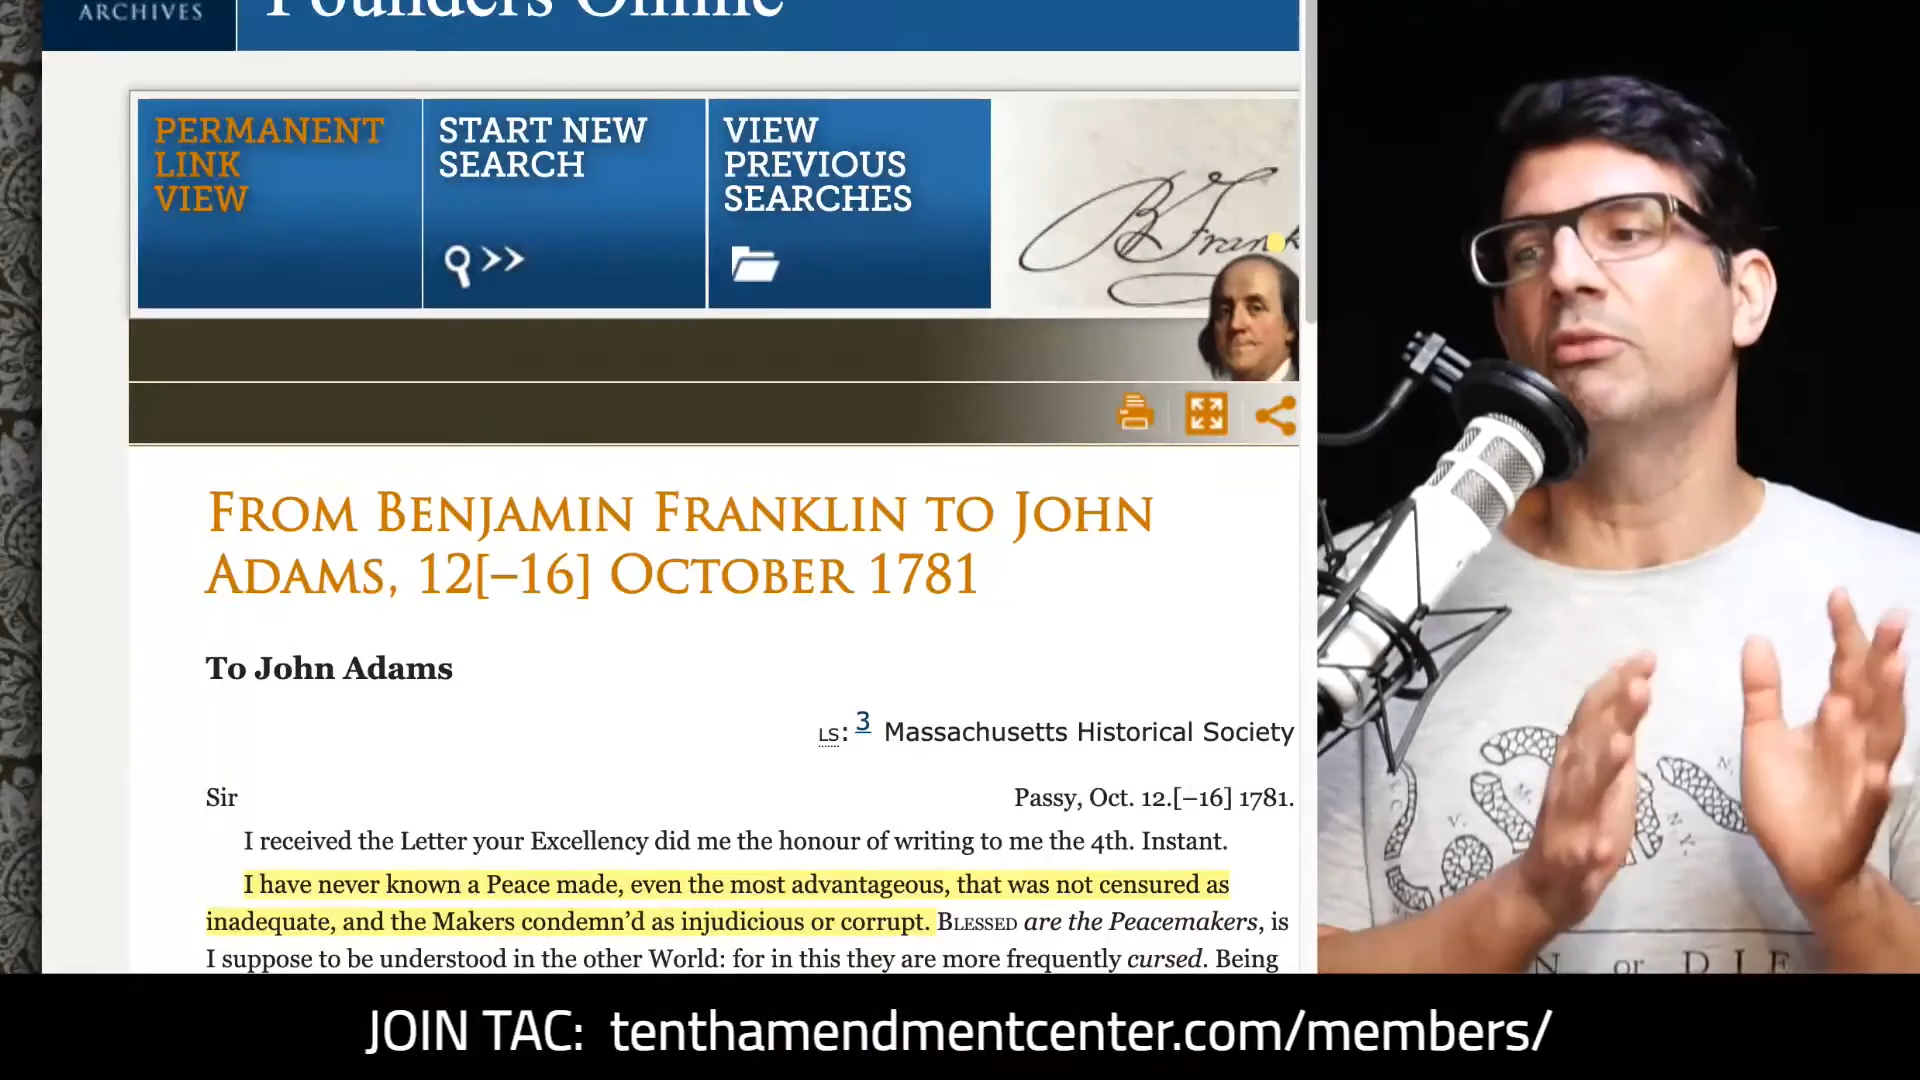 ARCHIVES
Founders Online
PERMANENT
LINK
VIEW
START NEW
SEARCH
VIEW
PREVIOUS
SEARCHES
B Frank
FROM BENJAMIN FRANKLIN TO JOHN
ADAMS, 12[–16] OCTOBER 1781
To John Adams
LS: 3 Massachusetts Historical Society
Sir Passy, Oct. 12.[–16] 1781.
I received the Letter your Excellency did me the honour of writing to me the 4th. Instant.
I have never known a Peace made, even the most advantageous, that was not censured as
inadequate, and the Makers condemn’d as injudicious or corrupt. BLESSED are the Peacemakers, is
I suppose to be understood in the other World: for in this they are more frequently cursed. Being
V.
M.
N.
N.Y.
S.C.
N or DIE
JOIN TAC: tenthamendmentcenter.com/members/